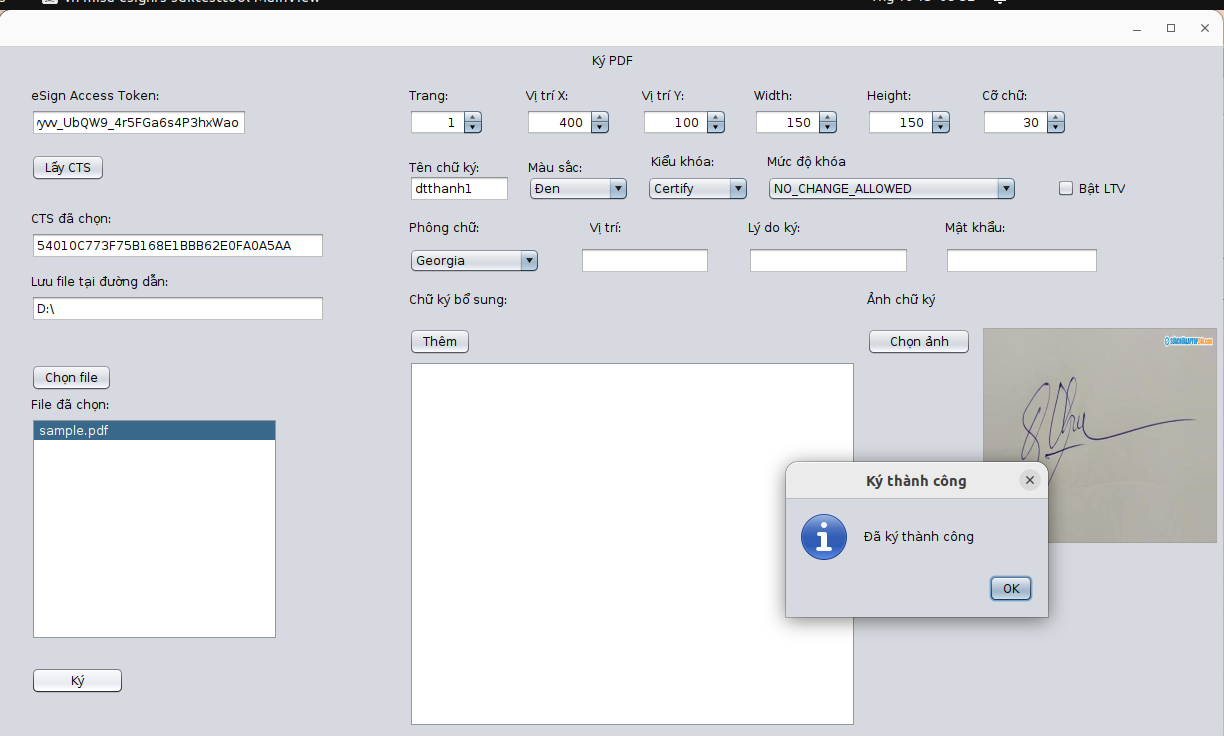 Ký PDF
eSign Access Token:
Trang:
Vị trí X:
Vị trí Y:
Width:
Height:
Cỡ chữ:
yvv_UbQW9_4r5FGa6s4P3hxWao
1
400
100
150
150
30
Lấy CTS
Tên chữ ký:
Màu sắc:
Kiểu khóa:
Mức độ khóa
dtthanh1
Đen
Certify
NO_CHANGE_ALLOWED
Bật LTV
CTS đã chọn:
54010C773F75B168E1BBB62E0FA0A5AA
Phông chữ:
Vị trí:
Lý do ký:
Mật khẩu:
Georgia
Lưu file tại đường dẫn:
D:\
Chữ ký bổ sung:
Ảnh chữ ký
Thêm
Chọn ảnh
Chọn file
File đã chọn:
sample.pdf
Ký thành công
Đã ký thành công
OK
Ký